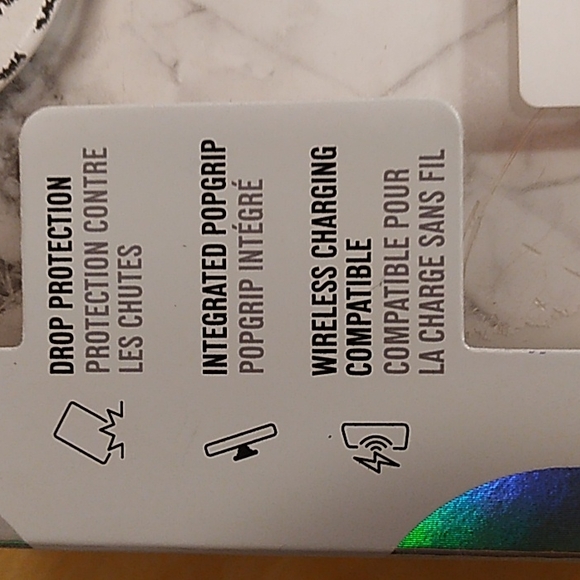 DROP PROTECTION
PROTECTION CONTRE
LES CHUTES
INTEGRATED POPGRIP
POPGRIP INTÉGRÉ
WIRELESS CHARGING
COMPATIBLE
COMPATIBLE POUR
LA CHARGE SANS FIL